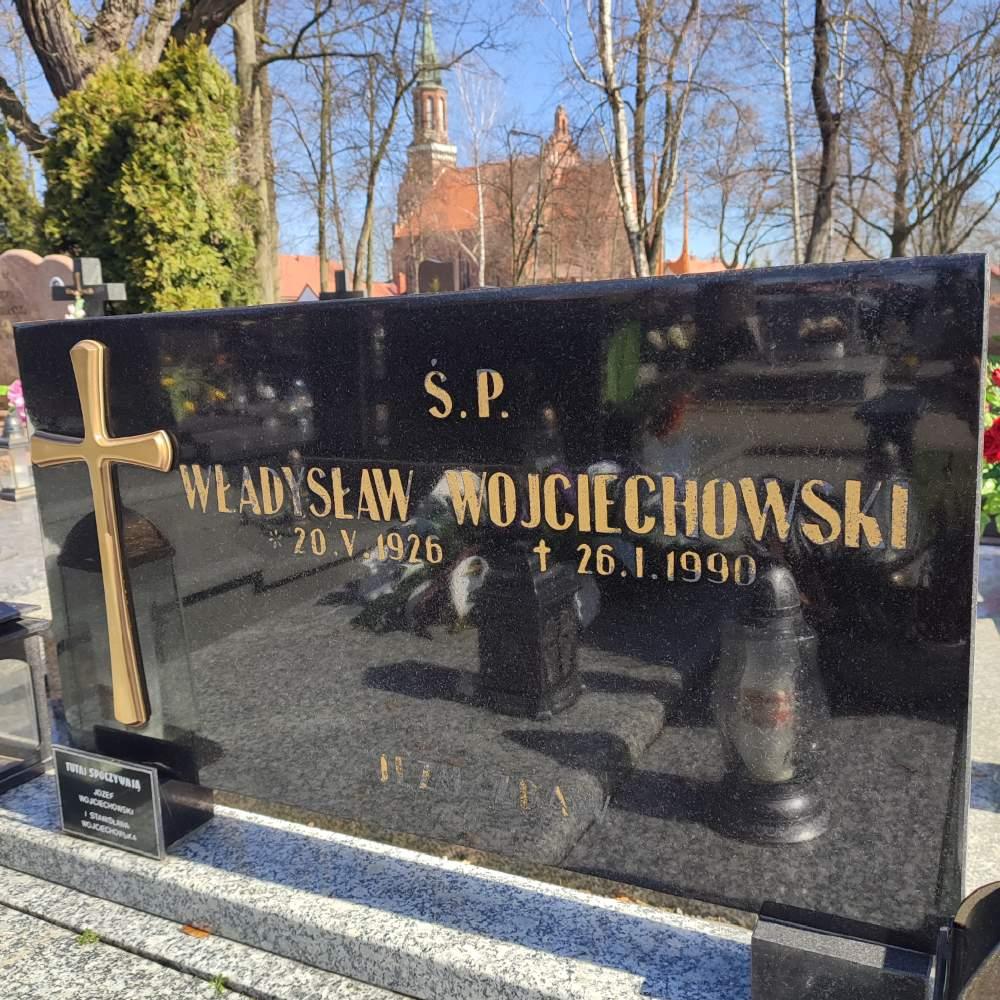 Ś.P.
WŁADYSŁAW WOJCIECHOWSKI
* 20.V.1926 † 26.I.1990
TUTAJ SPOCZYWAJĄ
JÓZEF
WOJCIECHOWSKI
I STANISŁAWA
WOJCIECHOWSKA